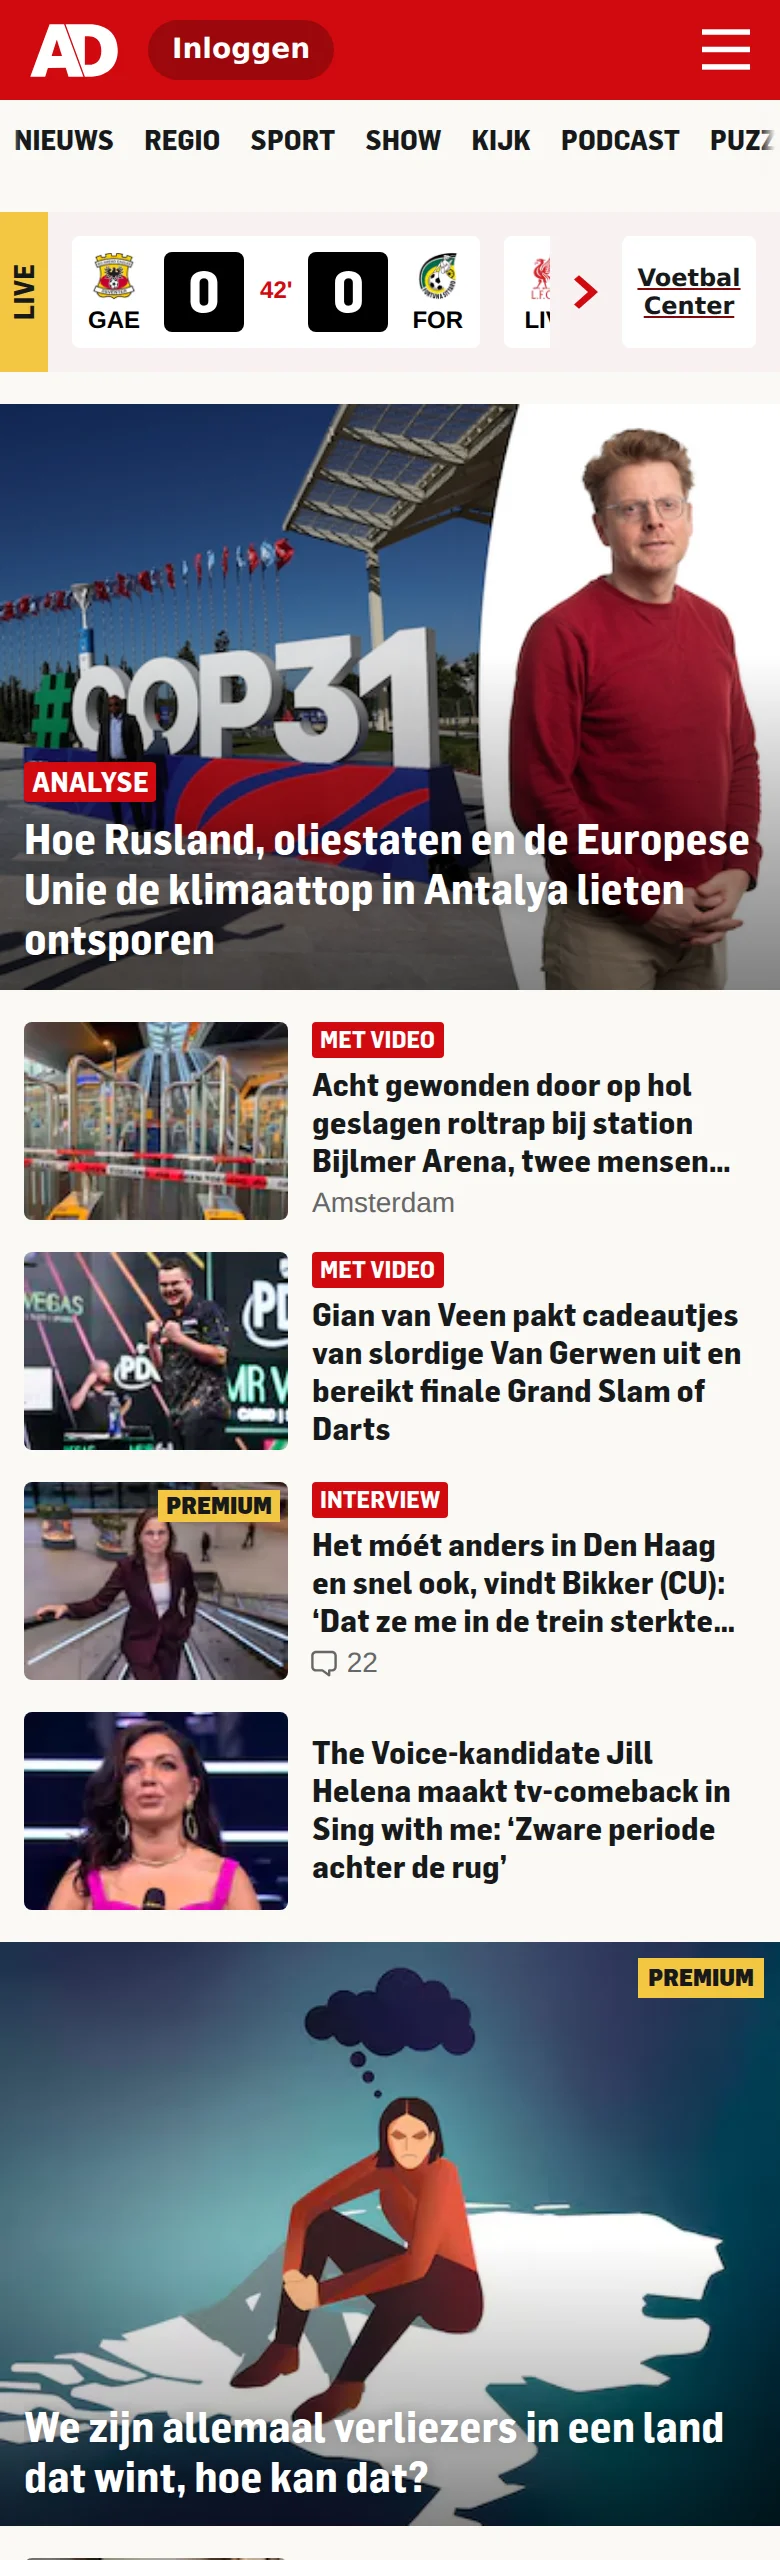 AD Inloggen
NIEUWS REGIO SPORT SHOW KIJK PODCAST PUZZ
LIVE
GAE 0 42' 0 FOR
L.F.C
LIV
Voetbal
Center
#COP31
ANALYSE
Hoe Rusland, oliestaten en de Europese
Unie de klimaattop in Antalya lieten
ontsporen
MET VIDEO
Acht gewonden door op hol
geslagen roltrap bij station
Bijlmer Arena, twee mensen...
Amsterdam
VEGAS
PD
MR V
MET VIDEO
Gian van Veen pakt cadeautjes
van slordige Van Gerwen uit en
bereikt finale Grand Slam of
Darts
PREMIUM
INTERVIEW
Het móét anders in Den Haag
en snel ook, vindt Bikker (CU):
‘Dat ze me in de trein sterkte...
22
The Voice-kandidate Jill
Helena maakt tv-comeback in
Sing with me: ‘Zware periode
achter de rug’
PREMIUM
We zijn allemaal verliezers in een land
dat wint, hoe kan dat?